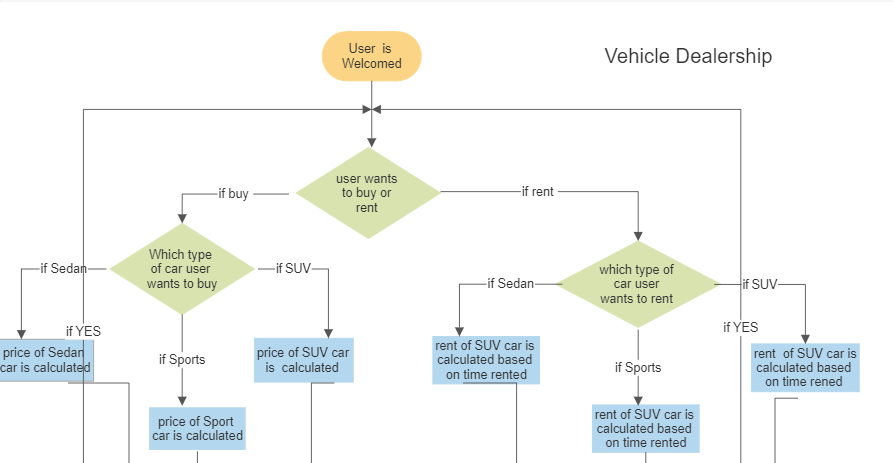 User is
Welcomed
Vehicle Dealership
user wants
to buy or
rent
if buy
if rent
Which type
of car user
wants to buy
if Sedan
if SUV
which type of
car user
wants to rent
if Sedan
if SUV
if YES
if YES
price of Sedan
car is calculated
if Sports
price of SUV car
is calculated
rent of SUV car is
calculated based
on time rented
if Sports
rent of SUV car is
calculated based
on time rened
price of Sport
car is calculated
rent of SUV car is
calculated based
on time rented